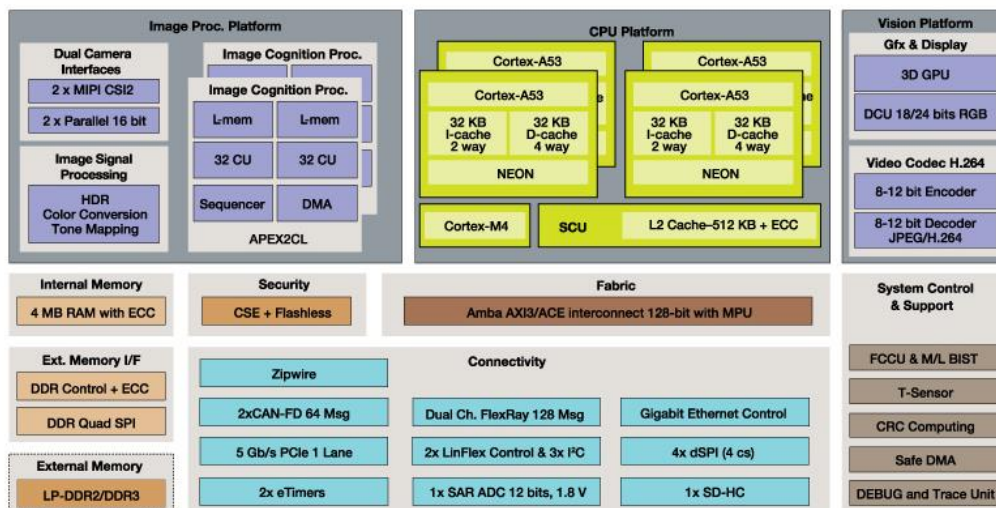 Image Proc. Platform
Dual Camera
Interfaces
2 x MIPI CSI2
2 x Parallel 16 bit
Image Signal
Processing
HDR
Color Conversion
Tone Mapping
Image Cognition Proc.
Image Cognition Proc.
L-mem
L-mem
32 CU
32 CU
Sequencer
DMA
APEX2CL
CPU Platform
Cortex-A53
Cortex-A53
32 KB
I-cache
2 way
32 KB
D-cache
4 way
NEON
Cortex-A53
Cortex-A53
32 KB
I-cache
2 way
32 KB
D-cache
4 way
NEON
Cortex-M4
SCU
L2 Cache–512 KB + ECC
Vision Platform
Gfx & Display
3D GPU
DCU 18/24 bits RGB
Video Codec H.264
8-12 bit Encoder
8-12 bit Decoder
JPEG/H.264
Internal Memory
4 MB RAM with ECC
Security
CSE + Flashless
Fabric
Amba AXI3/ACE interconnect 128-bit with MPU
System Control
& Support
FCCU & M/L BIST
T-Sensor
CRC Computing
Safe DMA
DEBUG and Trace Unit
Ext. Memory I/F
DDR Control + ECC
DDR Quad SPI
External Memory
LP-DDR2/DDR3
Connectivity
Zipwire
2xCAN-FD 64 Msg
Dual Ch. FlexRay 128 Msg
Gigabit Ethernet Control
5 Gb/s PCIe 1 Lane
2x LinFlex Control & 3x I²C
4x dSPI (4 cs)
2x eTimers
1x SAR ADC 12 bits, 1.8 V
1x SD-HC